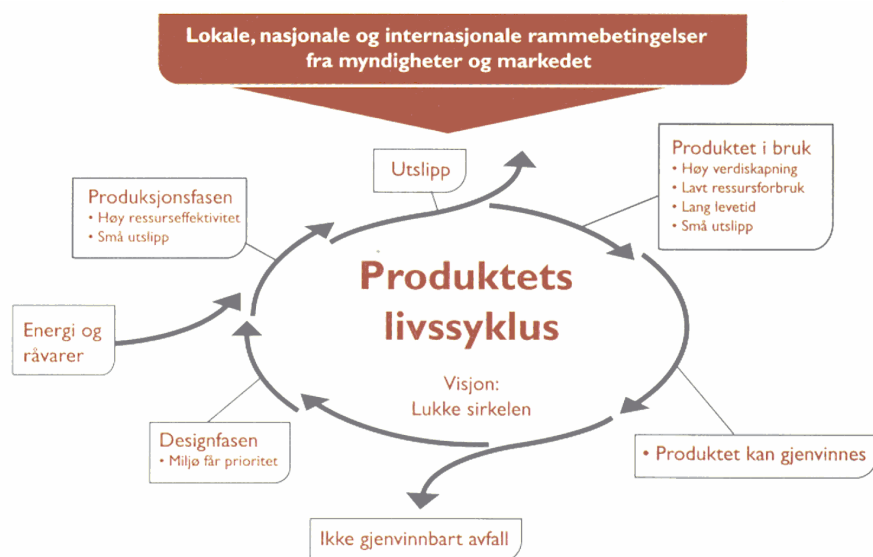 Lokale, nasjonale og internasjonale rammebetingelser
fra myndigheter og markedet
Utslipp
Produktet i bruk
• Høy verdiskapning
• Lavt ressursforbruk
• Lang levetid
• Små utslipp
Produksjonsfasen
• Høy ressurseffektivitet
• Små utslipp
Produktets
livssyklus
Energi og
råvarer
Visjon:
Lukke sirkelen
Designfasen
• Miljø får prioritet
• Produktet kan gjenvinnes
Ikke gjenvinnbart avfall